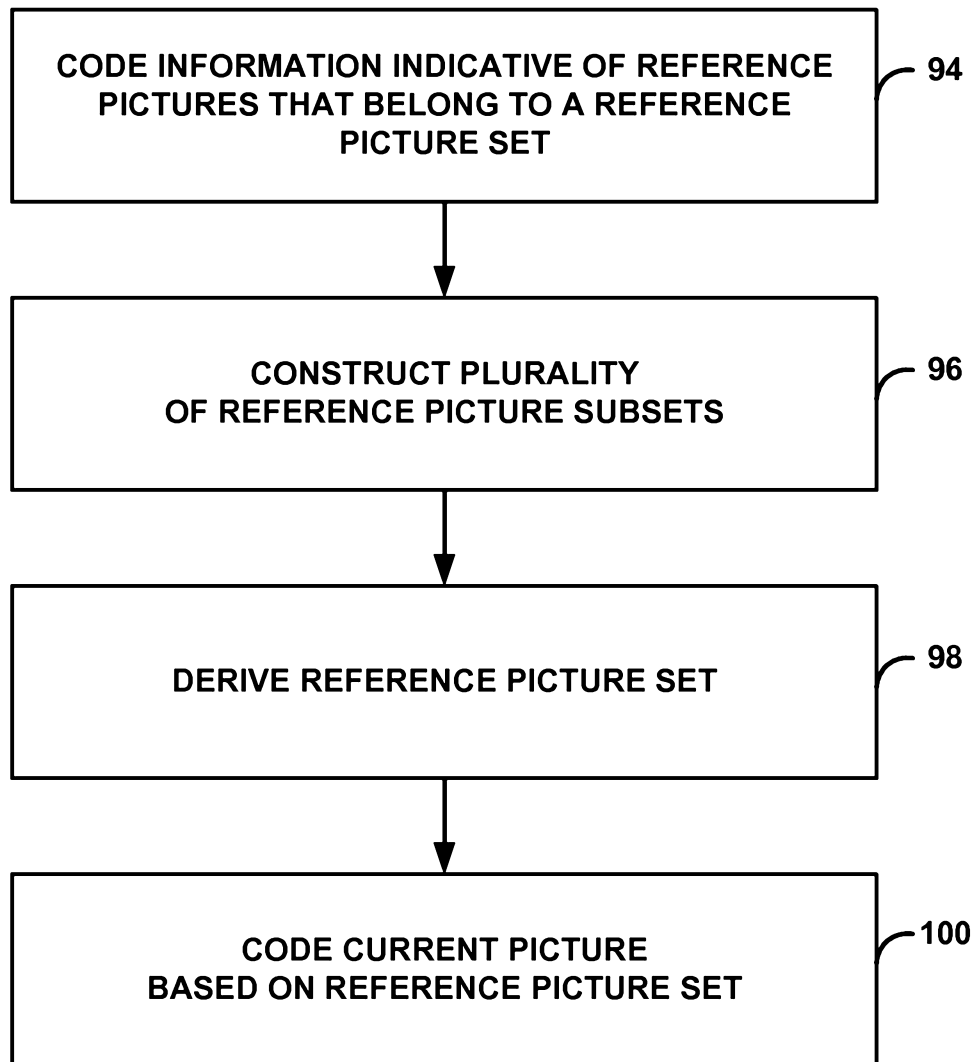 CODE INFORMATION INDICATIVE OF REFERENCE
PICTURES THAT BELONG TO A REFERENCE
PICTURE SET
94
CONSTRUCT PLURALITY
OF REFERENCE PICTURE SUBSETS
96
DERIVE REFERENCE PICTURE SET
98
CODE CURRENT PICTURE
BASED ON REFERENCE PICTURE SET
100